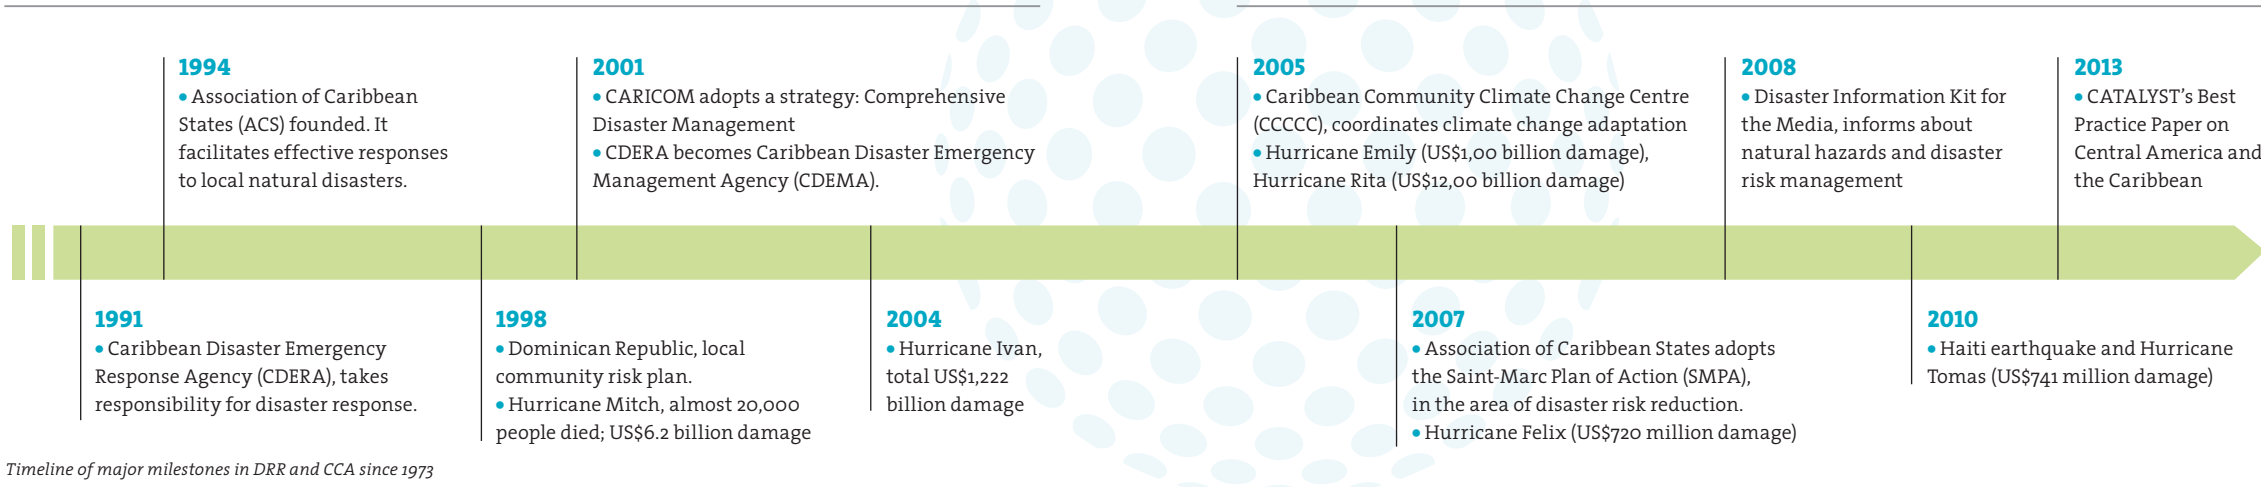 1994
• Association of Caribbean
States (ACS) founded. It
facilitates effective responses
to local natural disasters.
2001
• CARICOM adopts a strategy: Comprehensive
Disaster Management
• CDERA becomes Caribbean Disaster Emergency
Management Agency (CDEMA).
2005
• Caribbean Community Climate Change Centre
(CCCCC), coordinates climate change adaptation
• Hurricane Emily (US$1,00 billion damage),
Hurricane Rita (US$12,00 billion damage)
2008
• Disaster Information Kit for
the Media, informs about
natural hazards and disaster
risk management
2013
• CATALYST’s Best
Practice Paper on
Central America and
the Caribbean
1991
• Caribbean Disaster Emergency
Response Agency (CDERA), takes
responsibility for disaster response.
1998
• Dominican Republic, local
community risk plan.
• Hurricane Mitch, almost 20,000
people died; US$6.2 billion damage
2004
• Hurricane Ivan,
total US$1,222
billion damage
2007
• Association of Caribbean States adopts
the Saint-Marc Plan of Action (SMPA),
in the area of disaster risk reduction.
• Hurricane Felix (US$720 million damage)
2010
• Haiti earthquake and Hurricane
Tomas (US$741 million damage)
Timeline of major milestones in DRR and CCA since 1973